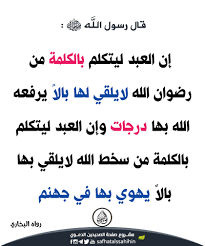 قال رسول الله ﷺ :
إن العبد ليتكلم بالكلمة من
رضوان الله لايلقي لها بالاً يرفعه
الله بها درجات وإن العبد ليتكلم
بالكلمة من سخط الله لايلقي بها
بالاً يهوي بها في جهنم
رواه البخاري
مشروع صفحة الصحيحين الدعوي
safhatalssahihin